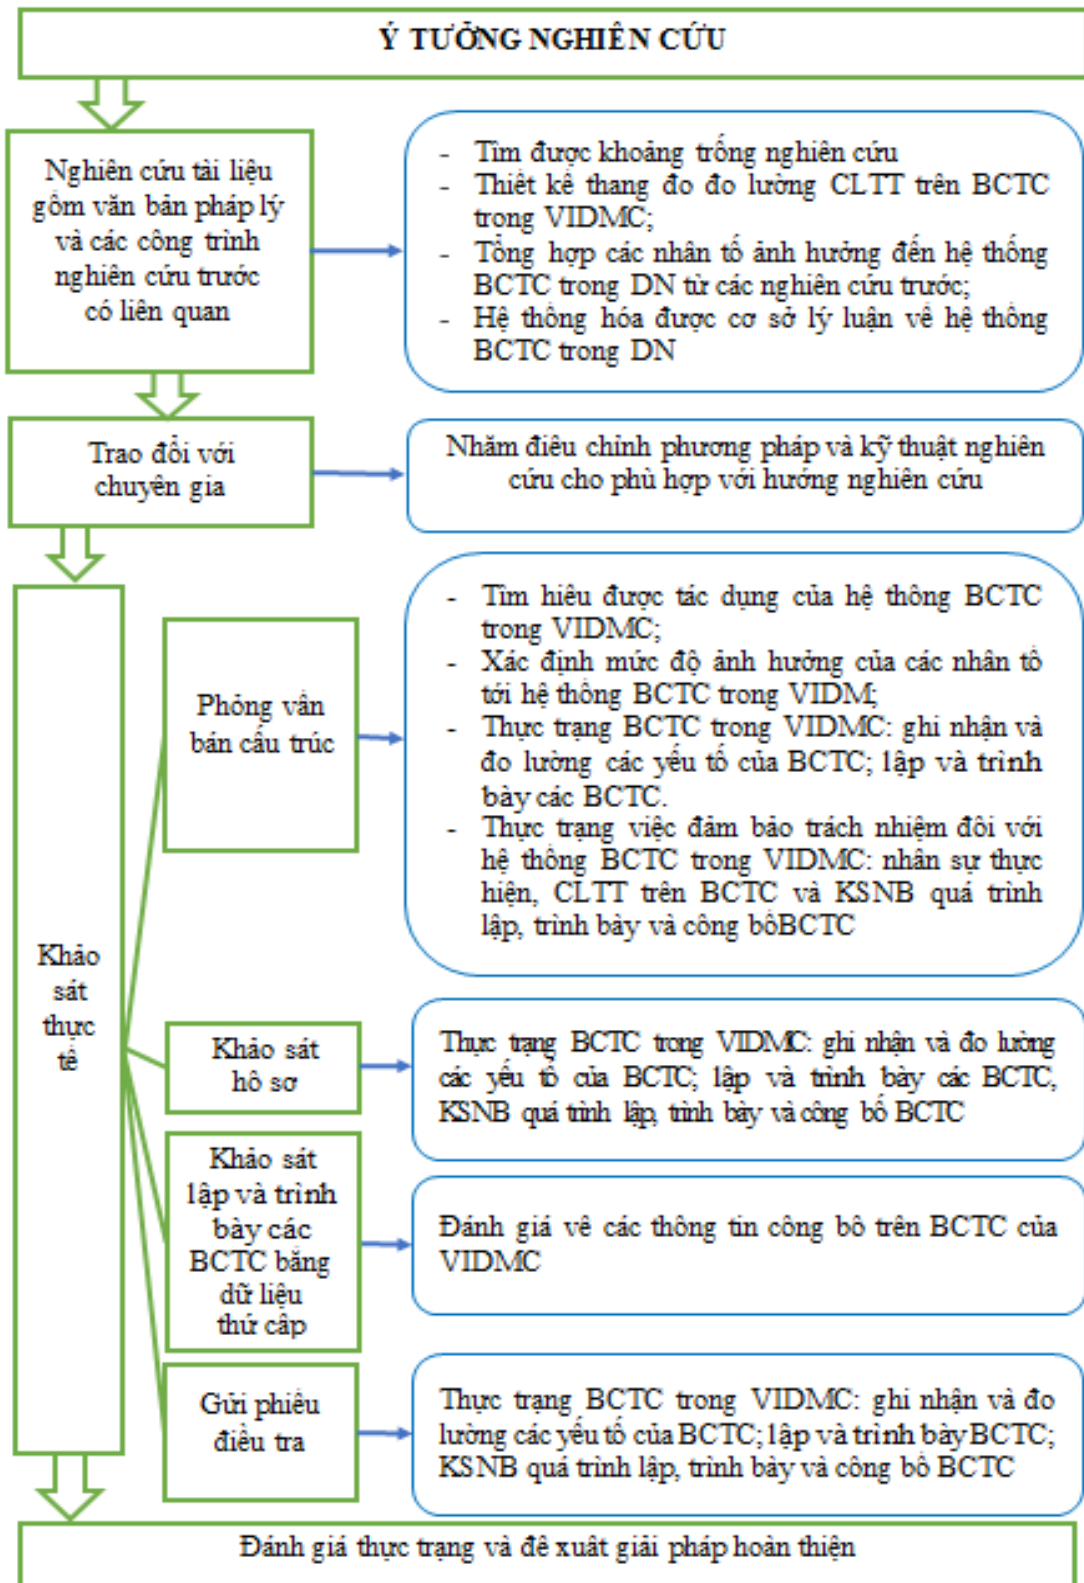 Ý TƯỞNG NGHIÊN CỨU
Nghiên cứu tài liệu
gồm văn bản pháp lý
và các công trình
nghiên cứu trước
có liên quan
- Tìm được khoảng trống nghiên cứu
- Thiết kế thang đo đo lường CLTT trên BCTC
trong VIDMC;
- Tổng hợp các nhân tố ảnh hưởng đến hệ thống
BCTC trong DN từ các nghiên cứu trước;
- Hệ thống hóa được cơ sở lý luận về hệ thống
BCTC trong DN
Trao đổi với
chuyên gia
Nhằm điều chỉnh phương pháp và kỹ thuật nghiên
cứu cho phù hợp với hướng nghiên cứu
Khảo
sát
thực
tế
Phỏng vấn
bán cấu trúc
- Tìm hiểu được tác dụng của hệ thống BCTC
trong VIDMC;
- Xác định mức độ ảnh hưởng của các nhân tố
tới hệ thống BCTC trong VIDM;
- Thực trạng BCTC trong VIDMC: ghi nhận và
đo lường các yếu tố của BCTC; lập và trình
bày các BCTC.
- Thực trạng việc đảm bảo trách nhiệm đối với
hệ thống BCTC trong VIDMC: nhân sự thực
hiện, CLTT trên BCTC và KSNB quá trình
lập, trình bày và công bốBCTC
Khảo sát
hồ sơ
Thực trạng BCTC trong VIDMC: ghi nhận và đo lường
các yếu tố của BCTC; lập và trình bày các BCTC,
KSNB quá trình lập, trình bày và công bố BCTC
Khảo sát
lập và trình
bày các
BCTC bằng
dữ liệu
thứ cấp
Đánh giá về các thông tin công bố trên BCTC của
VIDMC
Gửi phiếu
điều tra
Thực trạng BCTC trong VIDMC: ghi nhận và đo
lường các yếu tố của BCTC; lập và trình bày BCTC;
KSNB quá trình lập, trình bày và công bố BCTC
Đánh giá thực trạng và đề xuất giải pháp hoàn thiện